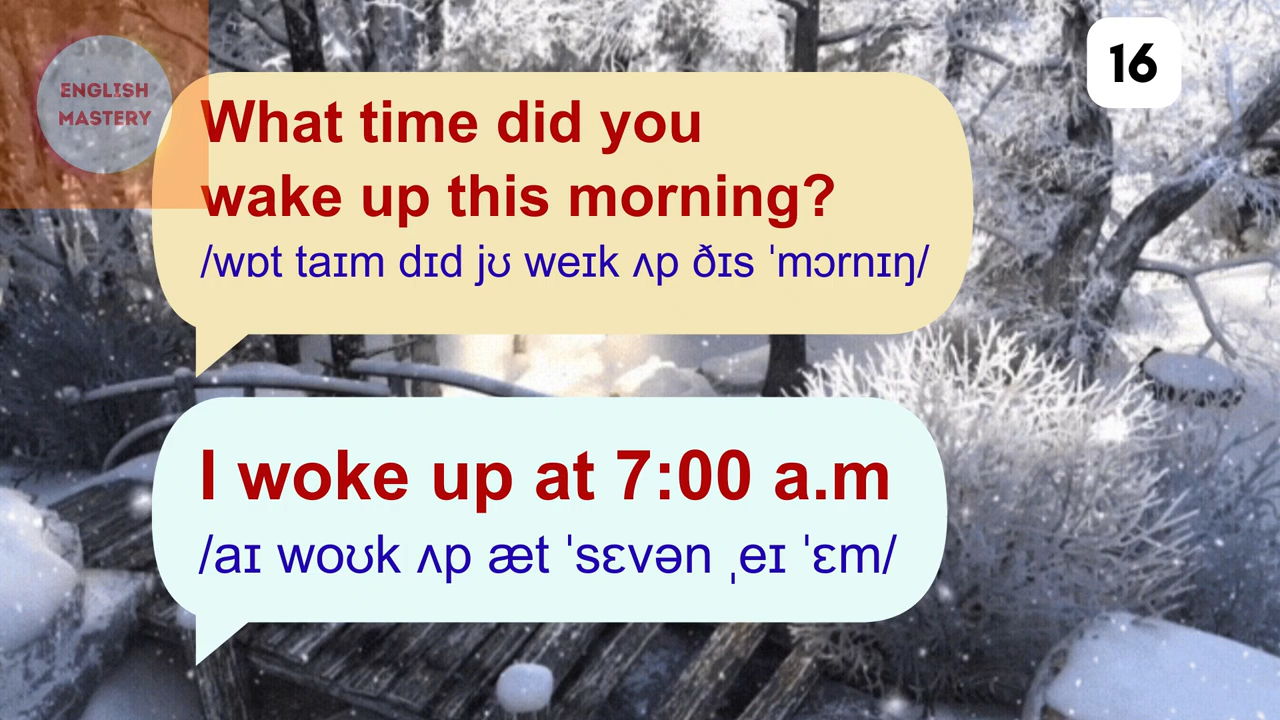 ENGLISH
MASTERY
16
What time did you
wake up this morning?
/wɒt taɪm dɪd jʊ weɪk ʌp ðɪs ˈmɔrnɪŋ/
I woke up at 7:00 a.m
/aɪ woʊk ʌp æt ˈsɛvən ˌeɪ ˈɛm/